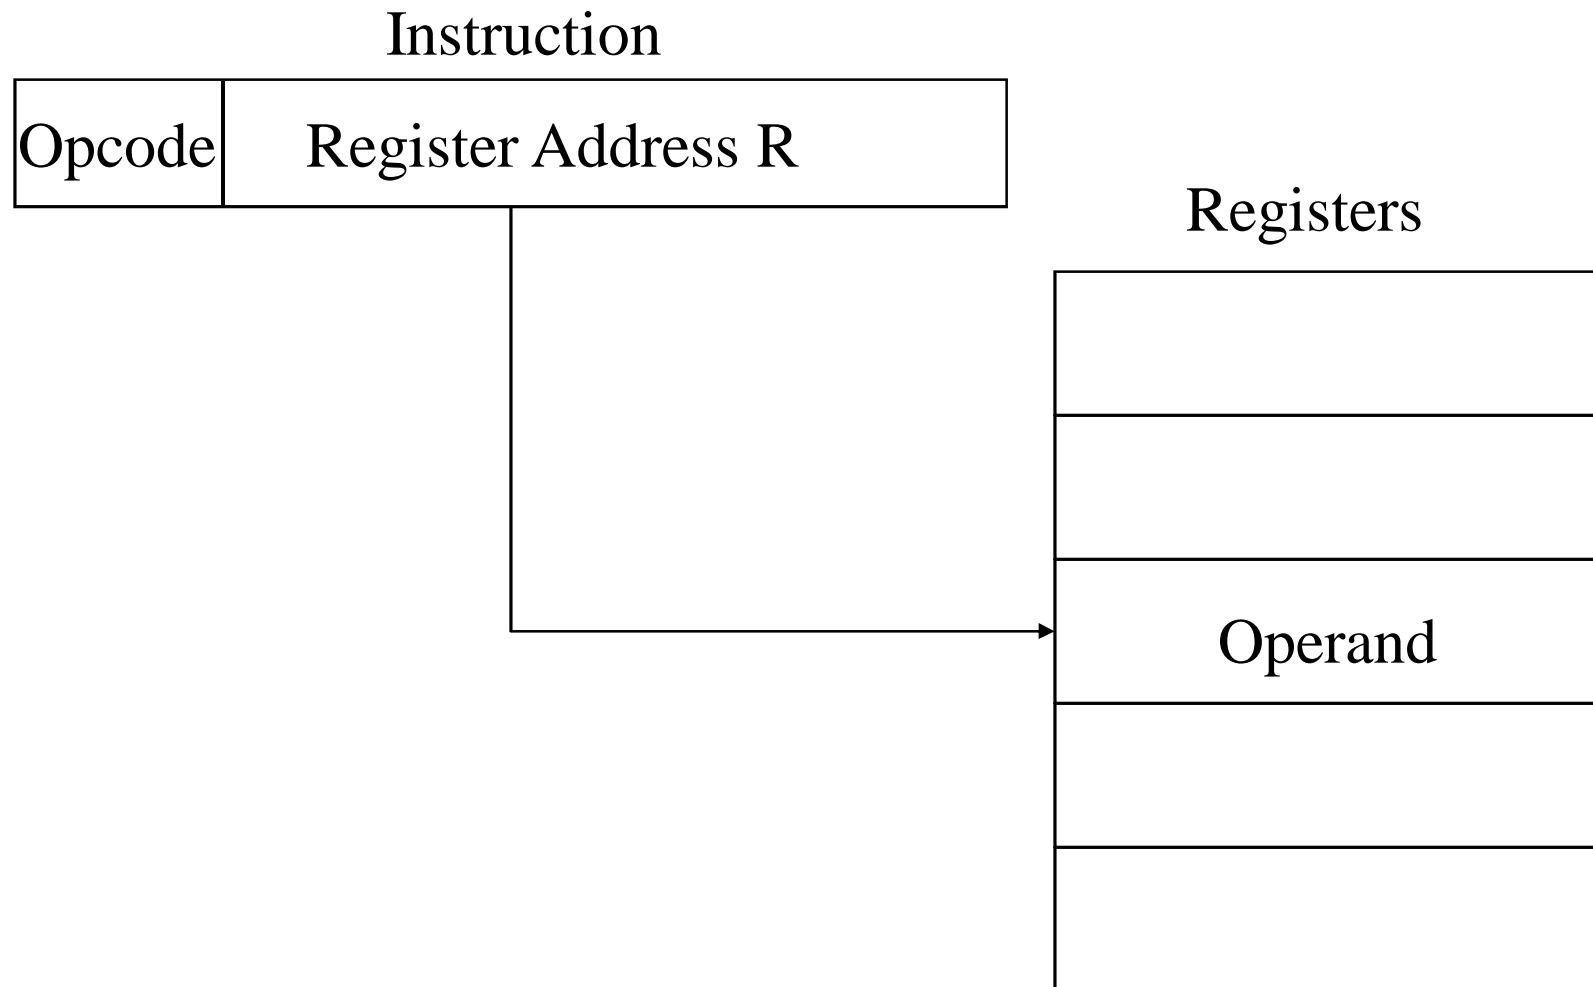 Instruction
Opcode
Register Address R
Registers
Operand